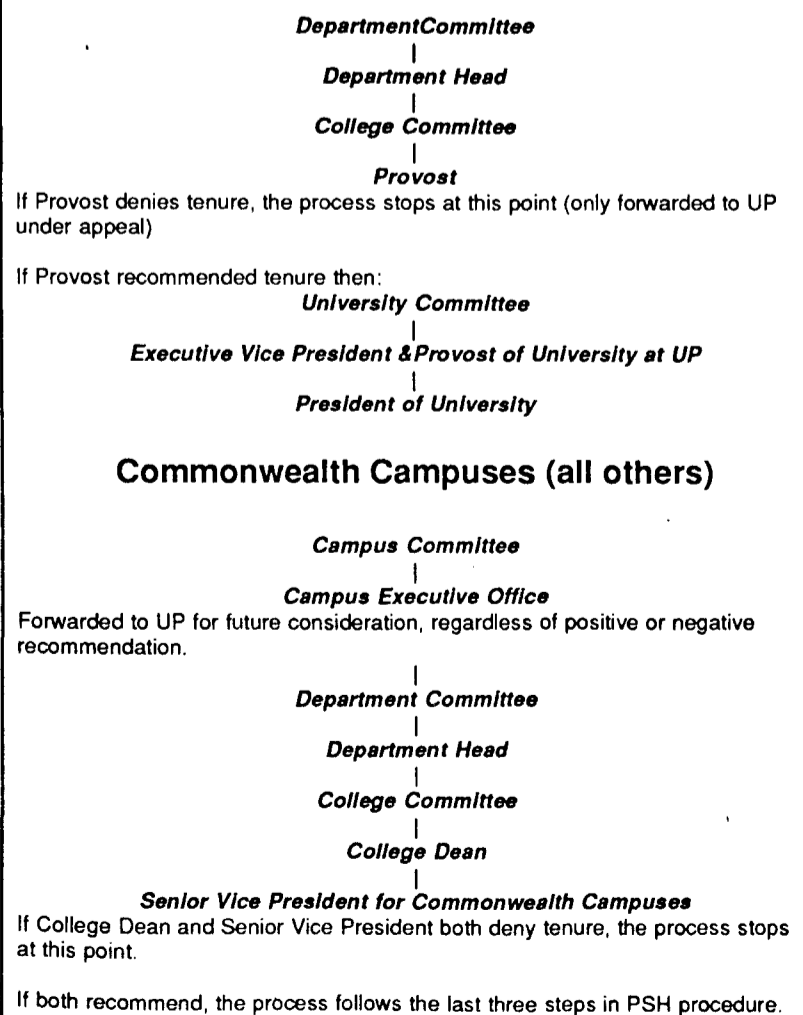 DepartmentCommittee
|
Department Head
|
College Committee
|
Provost
If Provost denies tenure, the process stops at this point (only forwarded to UP
under appeal)
If Provost recommended tenure then:
University Committee
|
Executive Vice President &Provost of University at UP
|
President of University
Commonwealth Campuses (all others)
Campus Committee
|
Campus Executive Office
Forwarded to UP for future consideration, regardless of positive or negative
recommendation.
|
Department Committee
|
Department Head
|
College Committee
|
College Dean
|
Senior Vice President for Commonwealth Campuses
If College Dean and Senior Vice President both deny tenure, the process stops
at this point.
If both recommend, the process follows the last three steps in PSH procedure.